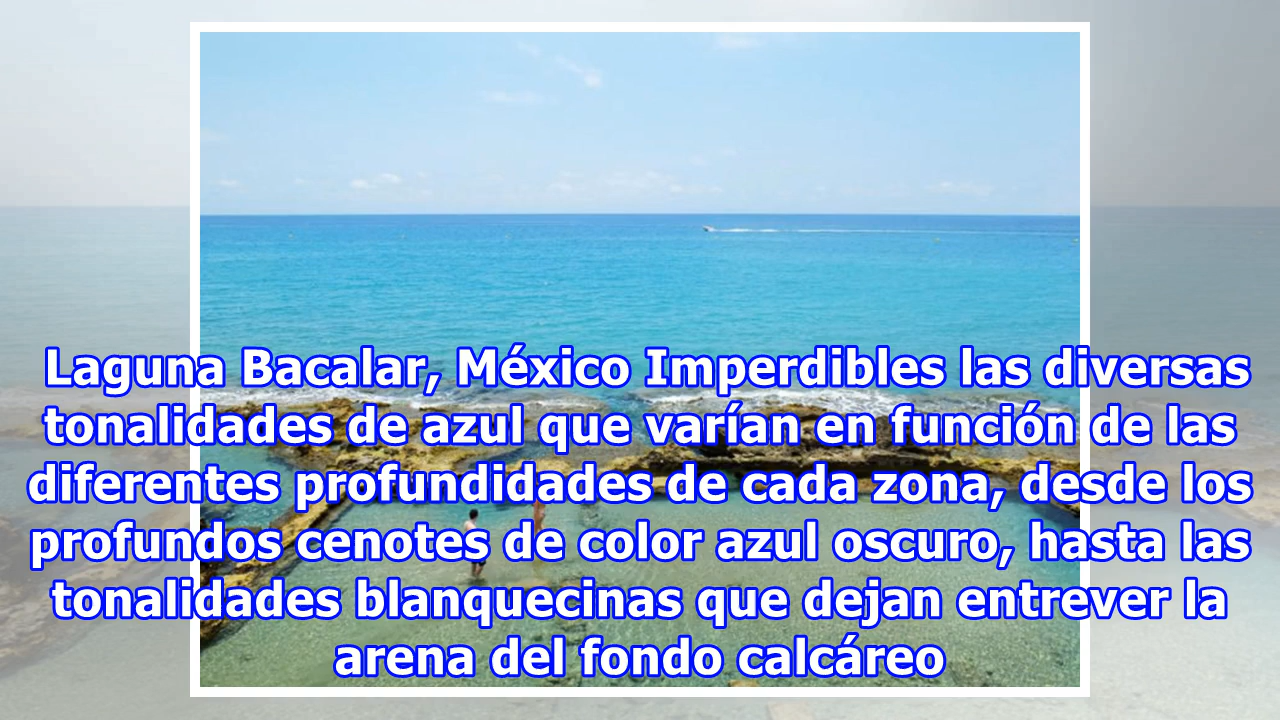 Laguna Bacalar, México Imperdibles las diversas
tonalidades de azul que varían en función de las
diferentes profundidades de cada zona, desde los
profundos cenotes de color azul oscuro, hasta las
tonalidades blanquecinas que dejan entrever la
arena del fondo calcáreo